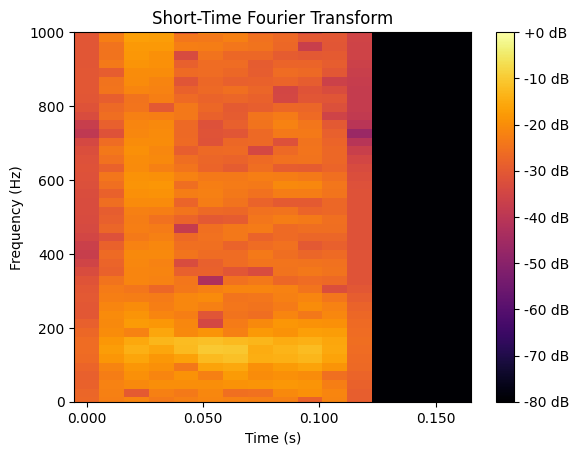 Short-Time Fourier Transform
1000
800
600
400
200
0
Frequency (Hz)
0.000
0.050
0.100
0.150
Time (s)
+0 dB
-10 dB
-20 dB
-30 dB
-40 dB
-50 dB
-60 dB
-70 dB
-80 dB